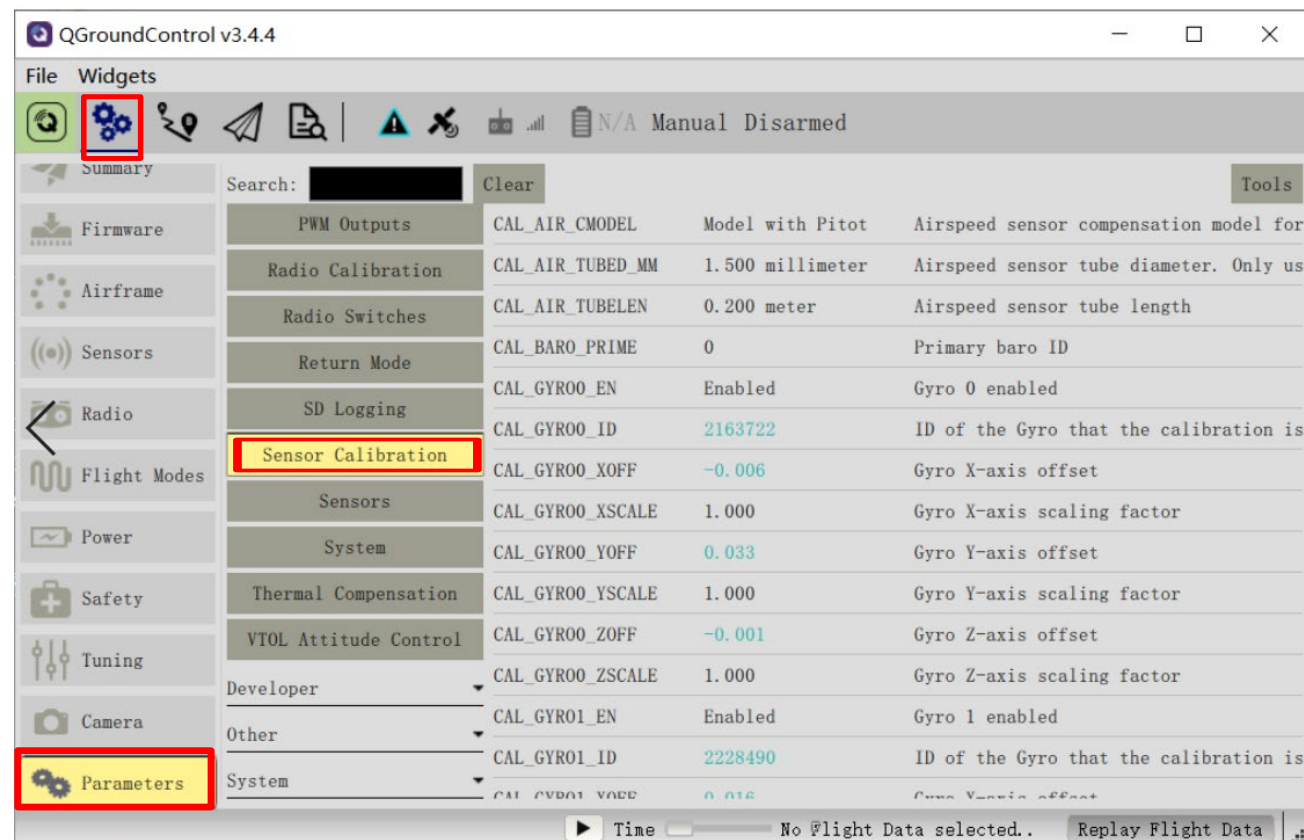 QGroundControl v3.4.4
File Widgets
N/A Manual Disarmed
Summary
Firmware
Airframe
Sensors
Radio
Flight Modes
Power
Safety
Tuning
Camera
Parameters
Search: Clear Tools
PWM Outputs
Radio Calibration
Radio Switches
Return Mode
SD Logging
Sensor Calibration
Sensors
System
Thermal Compensation
VTOL Attitude Control
Developer
Other
System
CAL_AIR_CMODEL Model with Pitot Airspeed sensor compensation model for
CAL_AIR_TUBED_MM 1.500 millimeter Airspeed sensor tube diameter. Only us
CAL_AIR_TUBELEN 0.200 meter Airspeed sensor tube length
CAL_BARO_PRIME 0 Primary baro ID
CAL_GYRO0_EN Enabled Gyro 0 enabled
CAL_GYRO0_ID 2163722 ID of the Gyro that the calibration is
CAL_GYRO0_XOFF -0.006 Gyro X-axis offset
CAL_GYRO0_XSCALE 1.000 Gyro X-axis scaling factor
CAL_GYRO0_YOFF 0.033 Gyro Y-axis offset
CAL_GYRO0_YSCALE 1.000 Gyro Y-axis scaling factor
CAL_GYRO0_ZOFF -0.001 Gyro Z-axis offset
CAL_GYRO0_ZSCALE 1.000 Gyro Z-axis scaling factor
CAL_GYRO1_EN Enabled Gyro 1 enabled
CAL_GYRO1_ID 2228490 ID of the Gyro that the calibration is
CAL_GYRO1_XOFF 0.016 Gyro X-axis offset
Time No Flight Data selected.. Replay Flight Data